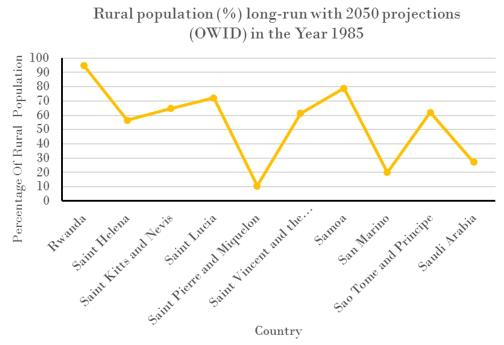 Rural population (%) long-run with 2050 projections
(OWID) in the Year 1985
Percentage Of Rural Population
100
90
80
70
60
50
40
30
20
10
0
Rwanda
Saint Helena
Saint Kitts and Nevis
Saint Lucia
Saint Pierre and Miquelon
Saint Vincent and the...
Samoa
San Marino
Sao Tome and Principe
Saudi Arabia
Country